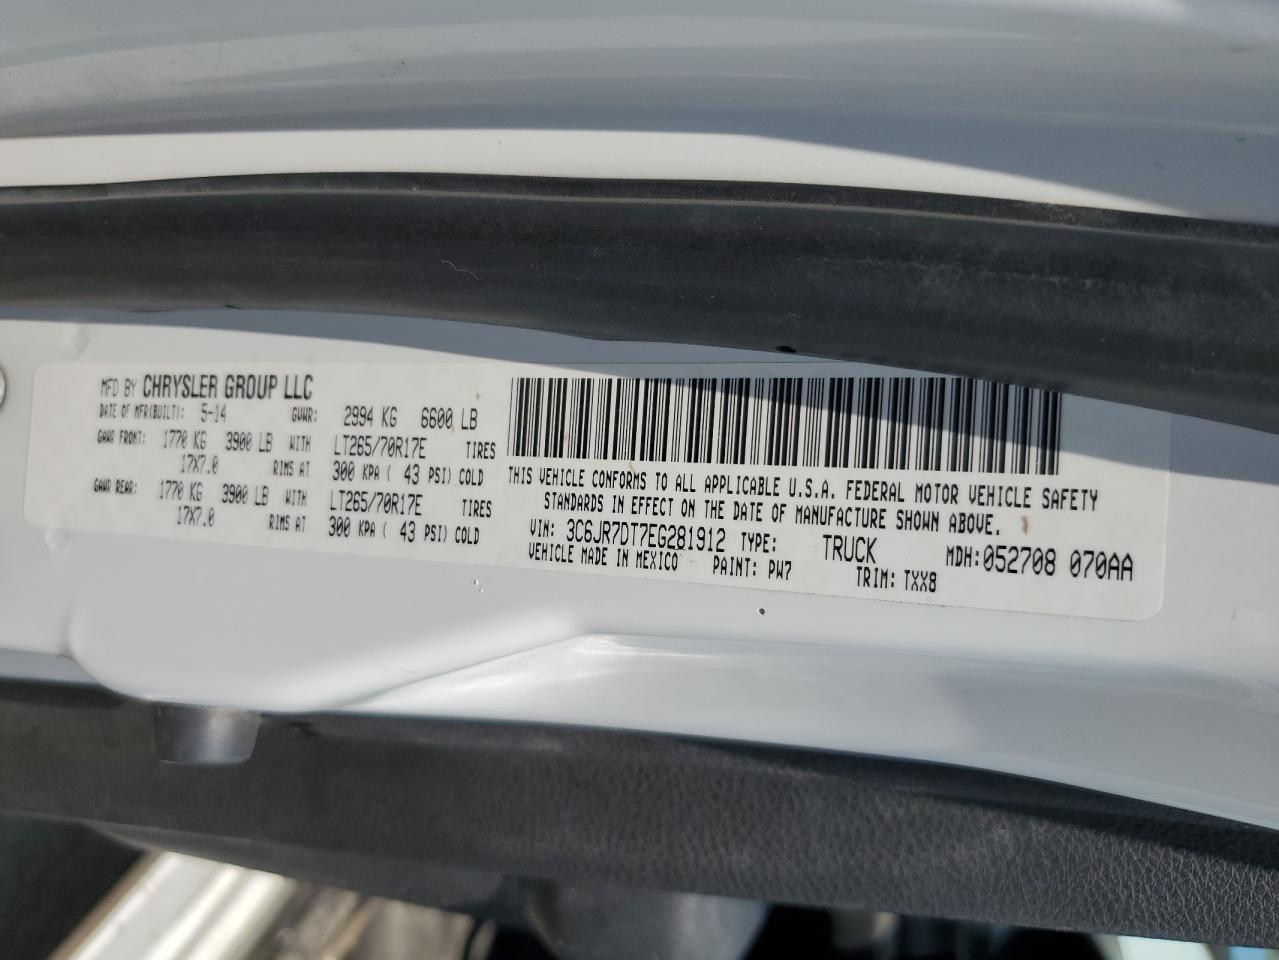 MFD BY CHRYSLER GROUP LLC
DATE OF MFR(BUILT): 5-14 GVWR: 2994 KG 6600 LB
GAWR FRONT: 1770 KG 3900 LB WITH LT265/70R17E TIRES
17X7.0 RIMS AT 300 KPA ( 43 PSI) COLD
GAWR REAR: 1770 KG 3900 LB WITH LT265/70R17E TIRES
17X7.0 RIMS AT 300 KPA ( 43 PSI) COLD
THIS VEHICLE CONFORMS TO ALL APPLICABLE U.S.A. FEDERAL MOTOR VEHICLE SAFETY
STANDARDS IN EFFECT ON THE DATE OF MANUFACTURE SHOWN ABOVE.
VIN: 3C6JR7DT7EG281912 TYPE: TRUCK MDH:052708 070AA
VEHICLE MADE IN MEXICO PAINT: PW7 TRIM: TXX8